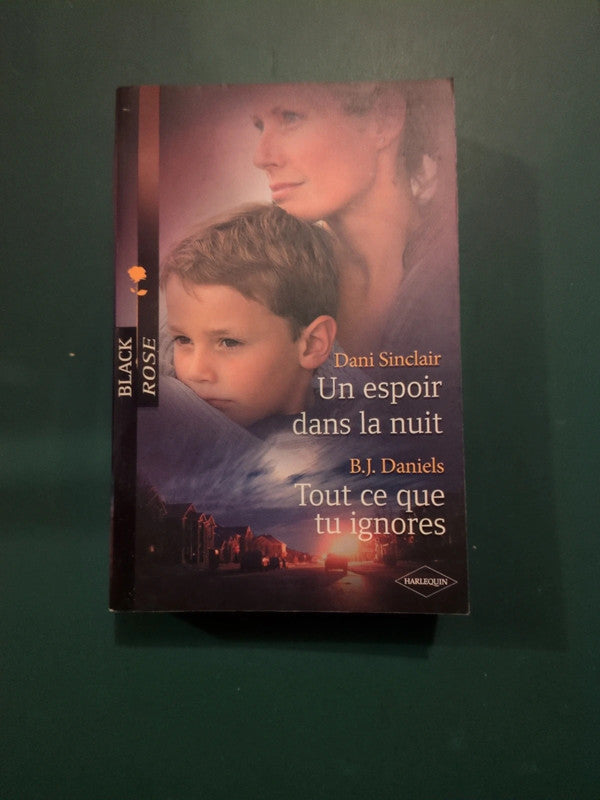 BLACK
ROSE
Dani Sinclair
Un espoir
dans la nuit
B.J. Daniels
Tout ce que
tu ignores
HARLEQUIN